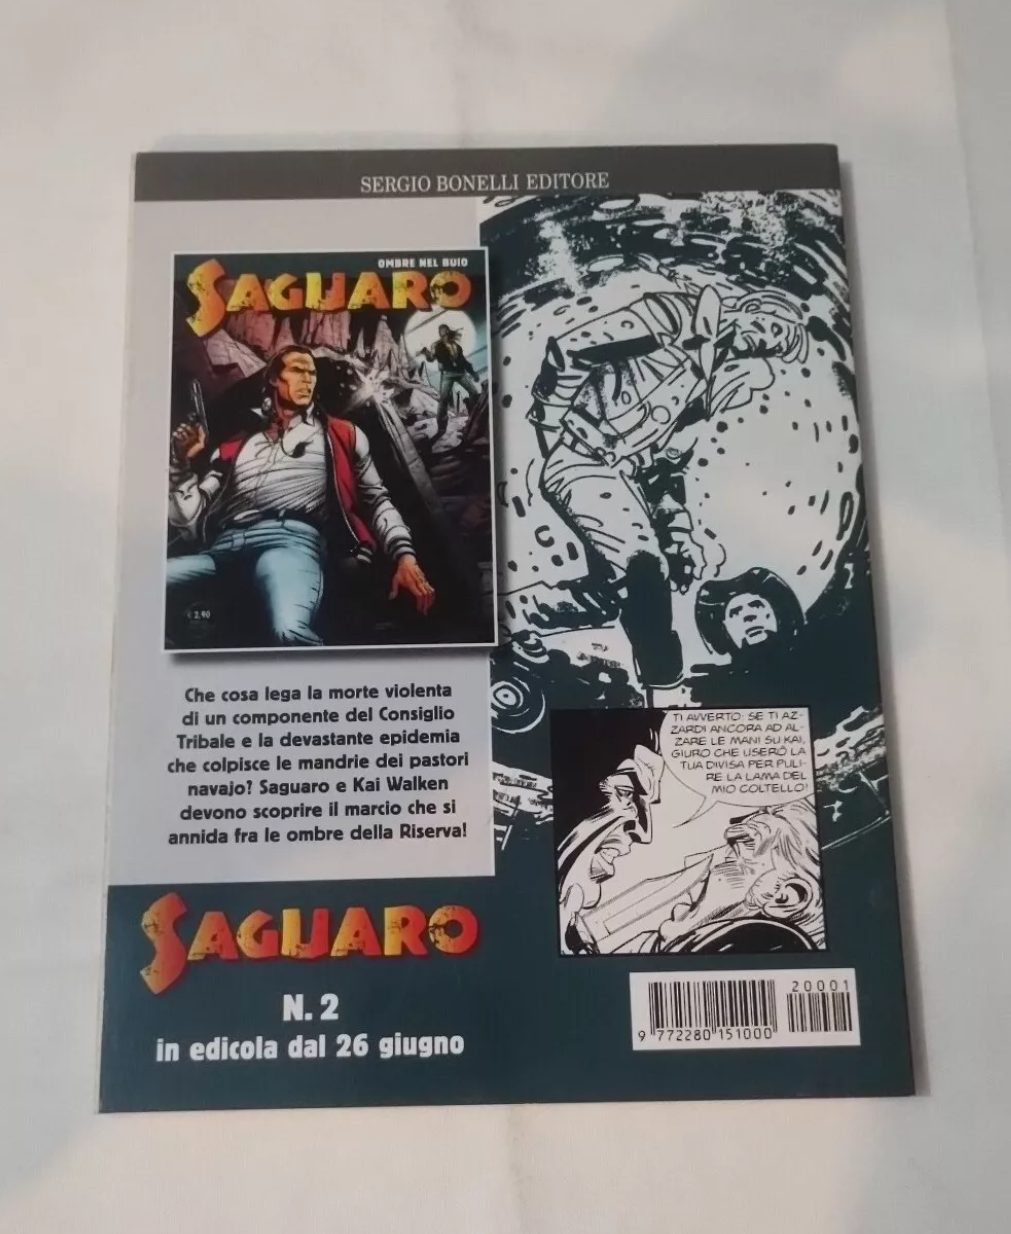 SERGIO BONELLI EDITORE
OMBRE NEL BUIO
SAGUARO
€ 2,90
Che cosa lega la morte violenta
di un componente del Consiglio
Tribale e la devastante epidemia
che colpisce le mandrie dei pastori
navajo? Saguaro e Kai Walken
devono scoprire il marcio che si
annida fra le ombre della Riserva!
SAGUARO
N. 2
in edicola dal 26 giugno
TI AVVERTO: SE TI AZ-
ZARDI ANCORA AD AL-
ZARE LE MANI SU KAI,
GIURO CHE USERÒ LA
TUA DIVISA PER PULI-
RE LA LAMA DEL
MIO COLTELLO!
20001
9 772280 151000